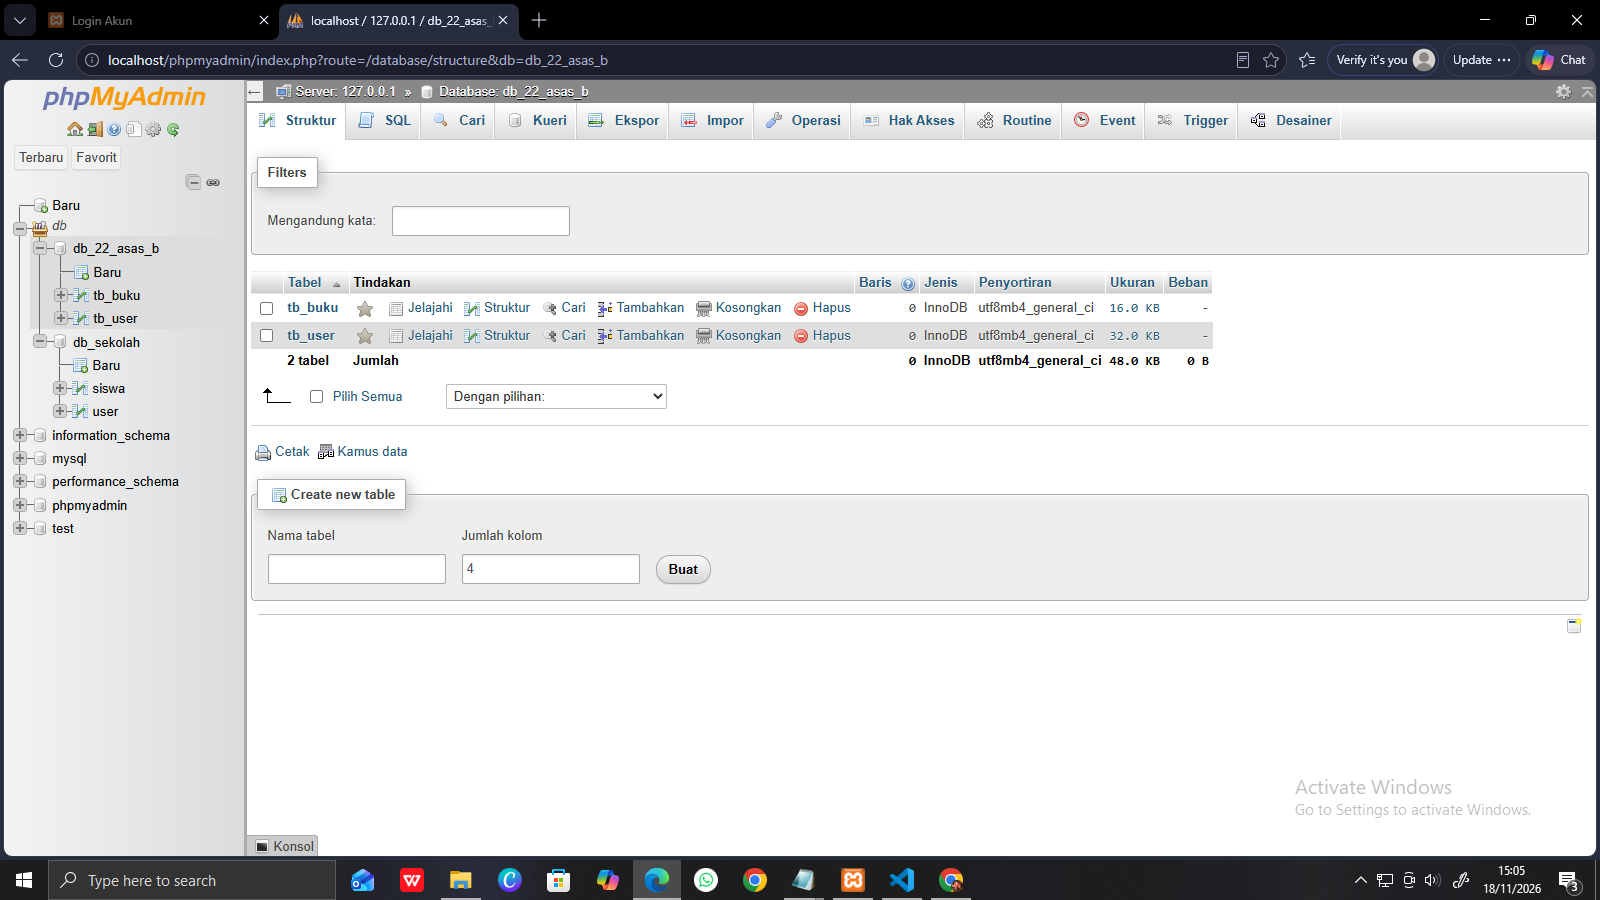 Login Akun
localhost / 127.0.0.1 / db_22_asas_
localhost/phpmyadmin/index.php?route=/database/structure&db=db_22_asas_b
Verify it's you
Update
Chat
phpMyAdmin
Terbaru
Favorit
Baru
db
db_22_asas_b
Baru
tb_buku
tb_user
db_sekolah
Baru
siswa
user
information_schema
mysql
performance_schema
phpmyadmin
test
Server: 127.0.0.1 » Database: db_22_asas_b
Struktur SQL Cari Kueri Ekspor Impor Operasi Hak Akses Routine Event Trigger Desainer
Filters
Mengandung kata:
Tabel Tindakan Baris Jenis Penyortiran Ukuran Beban
tb_buku Jelajahi Struktur Cari Tambahkan Kosongkan Hapus 0 InnoDB utf8mb4_general_ci 16.0 KB -
tb_user Jelajahi Struktur Cari Tambahkan Kosongkan Hapus 0 InnoDB utf8mb4_general_ci 32.0 KB -
2 tabel Jumlah 0 InnoDB utf8mb4_general_ci 48.0 KB 0 B
Pilih Semua Dengan pilihan:
Cetak Kamus data
Create new table
Nama tabel Jumlah kolom
4 Buat
Konsol
Activate Windows
Go to Settings to activate Windows.
Type here to search
15:05
18/11/2026
3